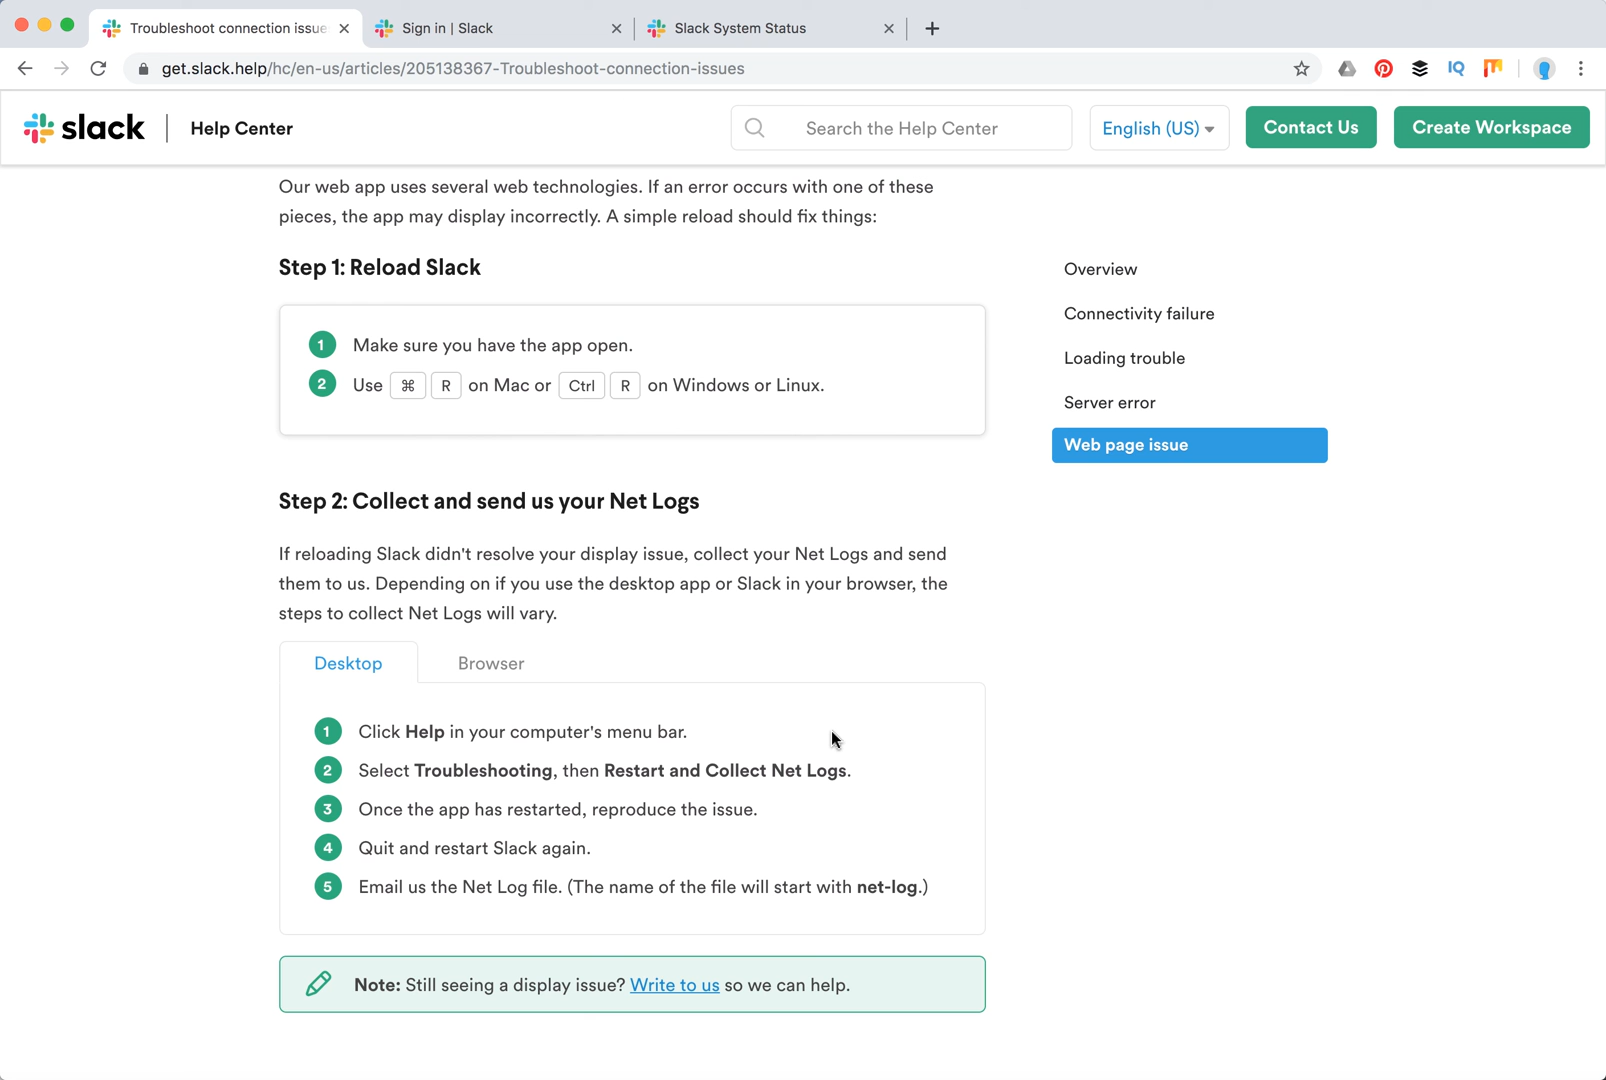 Troubleshoot connection issue
Sign in | Slack
Slack System Status
get.slack.help/hc/en-us/articles/205138367-Troubleshoot-connection-issues
IQ
slack
Help Center
Search the Help Center
English (US)
Contact Us
Create Workspace
Our web app uses several web technologies. If an error occurs with one of these
pieces, the app may display incorrectly. A simple reload should fix things:
Step 1: Reload Slack
1 Make sure you have the app open.
2 Use ⌘ R on Mac or Ctrl R on Windows or Linux.
Step 2: Collect and send us your Net Logs
If reloading Slack didn't resolve your display issue, collect your Net Logs and send
them to us. Depending on if you use the desktop app or Slack in your browser, the
steps to collect Net Logs will vary.
Desktop
Browser
1 Click Help in your computer's menu bar.
2 Select Troubleshooting, then Restart and Collect Net Logs.
3 Once the app has restarted, reproduce the issue.
4 Quit and restart Slack again.
5 Email us the Net Log file. (The name of the file will start with net-log.)
Note: Still seeing a display issue? Write to us so we can help.
Overview
Connectivity failure
Loading trouble
Server error
Web page issue